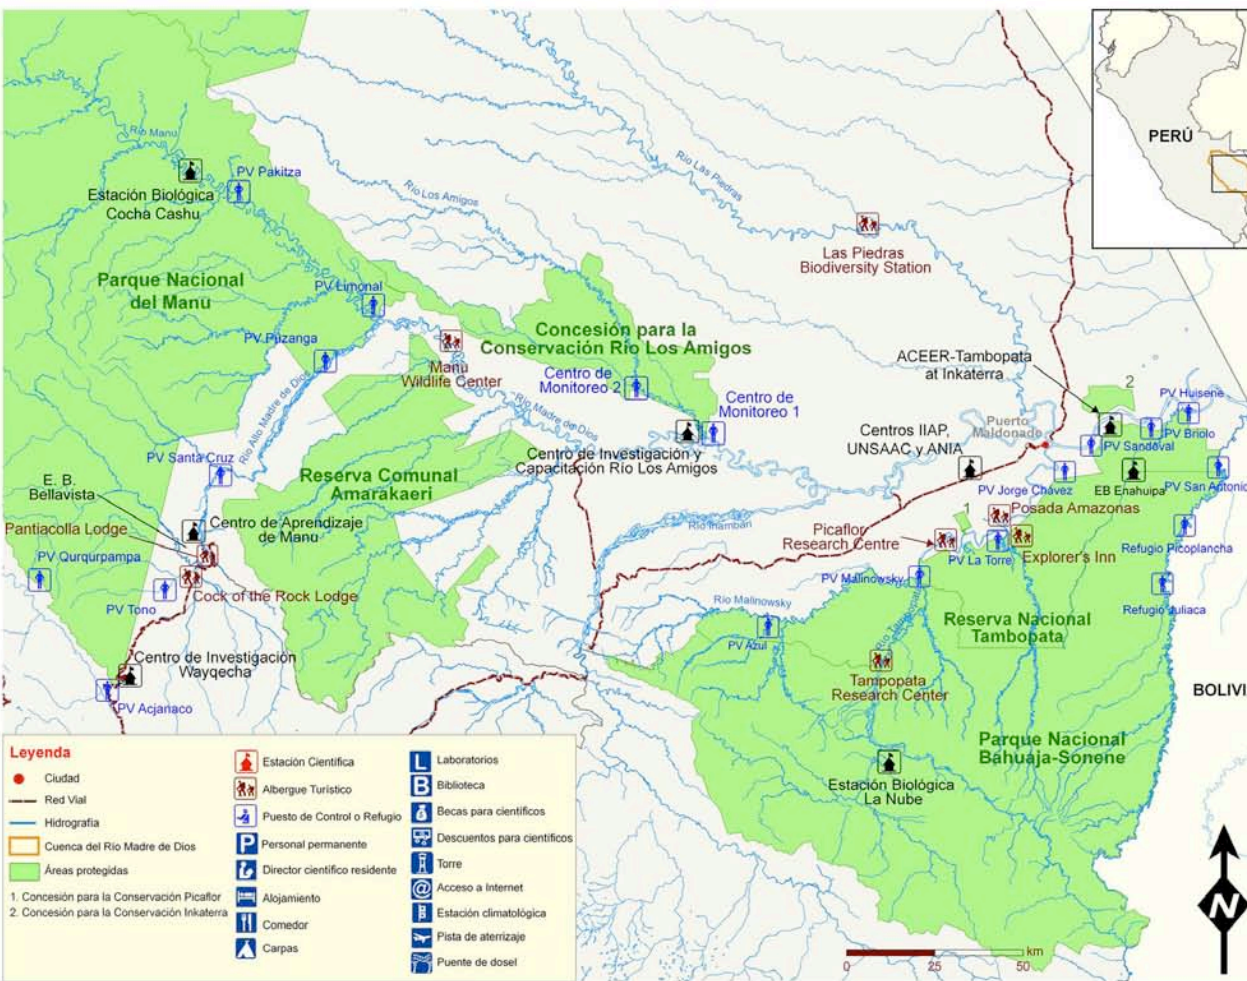 PERÚ
Río Manu
PV Pakitza
Estación Biológica
Cocha Cashu
Río Los Amigos
Río Las Piedras
Las Piedras
Biodiversity Station
Parque Nacional
del Manu
PV Limonal
Concesión para la
Conservación Río Los Amigos
PV Puzanga
Manu
Wildlife Center
Centro de
Monitoreo 2
Centro de
Monitoreo 1
ACEER-Tambopata
at Inkaterra
2
PV Huisene
Puerto
Maldonado
PV Sandoval
PV Briolo
Río Alto Madre de Dios
Río Madre de Dios
Centros IIAP,
UNSAAC y ANIA
PV Santa Cruz
Reserva Comunal
Amarakaeri
Centro de Investigación y
Capacitación Río Los Amigos
PV Jorge Chávez
EB Enahuipa
PV San Antonio
E. B.
Bellavista
Pantiacolla Lodge
Centro de Aprendizaje
de Manu
Río Inambari
1
Posada Amazonas
Picaflor
Research Centre
Explorer's Inn
Refugio Picoplancha
PV La Torre
PV Qurqurpampa
PV Tono
Cock of the Rock Lodge
PV Malinowsky
Refugio Juliaca
Río Malinowsky
Río Tambopata
Reserva Nacional
Tambopata
PV Azul
Centro de Investigación
Wayqecha
PV Acjanaco
Tampopata
Research Center
BOLIVI
Parque Nacional
Bahuaja-Sonene
Estación Biológica
La Nube
Leyenda
Ciudad
Red Vial
Hidrografía
Cuenca del Río Madre de Dios
Áreas protegidas
1. Concesión para la Conservación Picaflor
2. Concesión para la Conservación Inkaterra
Estación Científica
Albergue Turístico
Puesto de Control o Refugio
P Personal permanente
Director científico residente
Alojamiento
Comedor
Carpas
L Laboratorios
B Biblioteca
Becas para científicos
Descuentos para científicos
Torre
@ Acceso a Internet
Estación climatológica
Pista de aterrizaje
Puente de dosel
N
km
0 25 50